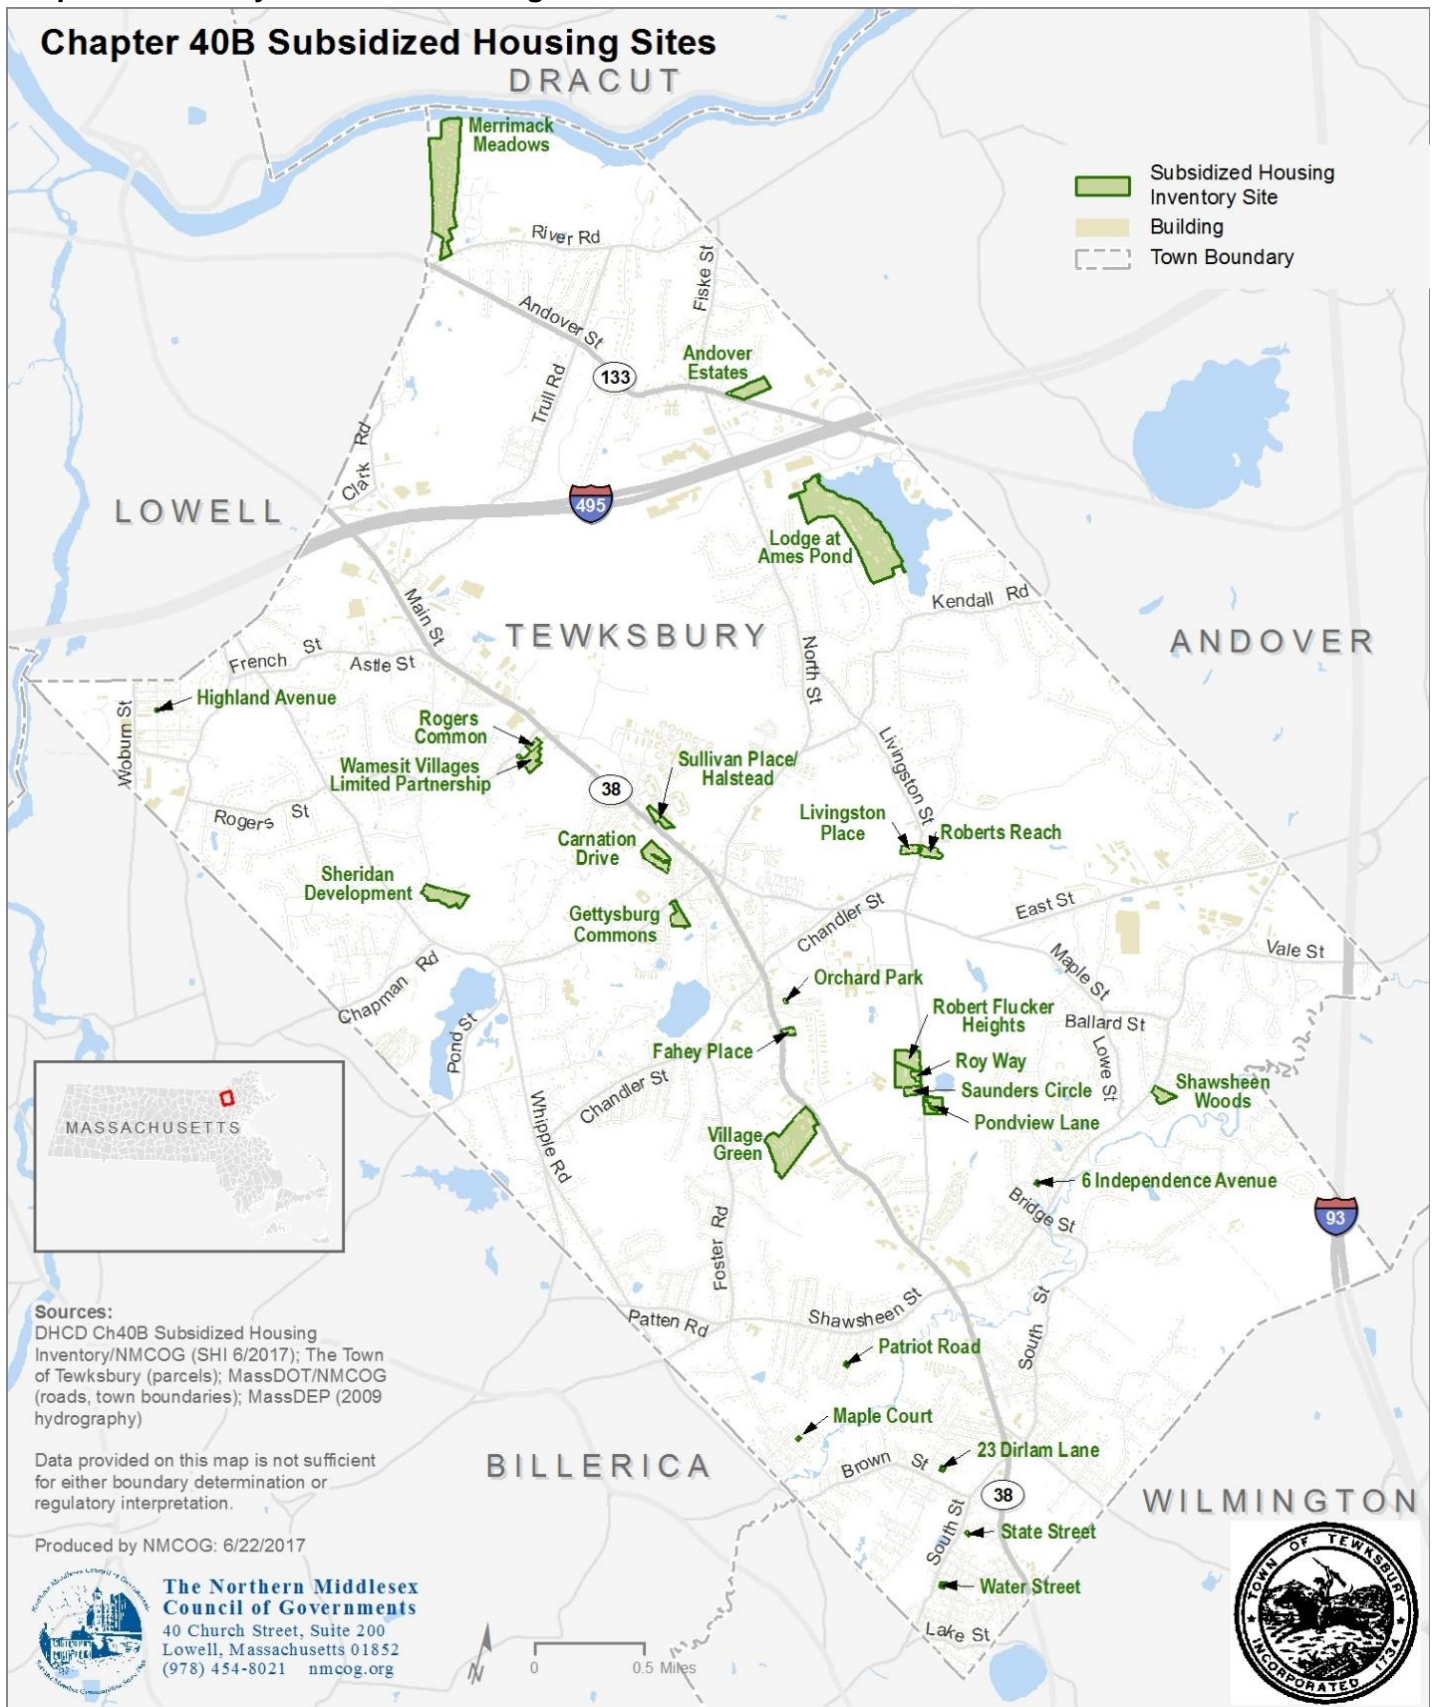 Chapter 40B Subsidized Housing Sites
DRACUT
Merrimack
Meadows
Subsidized Housing
Inventory Site
Building
Town Boundary
River Rd
Fiske St
Andover St
Andover
Estates
133
Trull Rd
Clark Rd
LOWELL
495
Lodge at
Ames Pond
Kendall Rd
Main St
TEWKSBURY
ANDOVER
French St
Astle St
North St
Highland Avenue
Woburn St
Rogers
Common
Wamesit Villages
Limited Partnership
Sullivan Place/
Halstead
Livingston St
38
Rogers St
Livingston
Place
Roberts Reach
Carnation
Drive
Sheridan
Development
Gettysburg
Commons
Chandler St
East St
Maple St
Vale St
Chapman Rd
Orchard Park
Robert Flucker
Heights
Ballard St
Pond St
Fahey Place
Roy Way
Lowe St
Saunders Circle
Shawsheen
Woods
Chandler St
Whipple Rd
Pondview Lane
MASSACHUSETTS
Village
Green
6 Independence Avenue
Bridge St
93
Foster Rd
Sources:
DHCD Ch40B Subsidized Housing
Inventory/NMCOG (SHI 6/2017); The Town
of Tewksbury (parcels); MassDOT/NMCOG
(roads, town boundaries); MassDEP (2009
hydrography)
Patten Rd
Shawsheen St
South St
Patriot Road
Maple Court
Data provided on this map is not sufficient
for either boundary determination or
regulatory interpretation.
BILLERICA
Brown St
23 Dirlam Lane
38
WILMINGTON
Produced by NMCOG: 6/22/2017
South St
State Street
Water Street
Lake St
The Northern Middlesex
Council of Governments
40 Church Street, Suite 200
Lowell, Massachusetts 01852
(978) 454-8021 nmcog.org
N
0 0.5 Miles
TOWN OF TEWKSBURY
INCORPORATED 1734